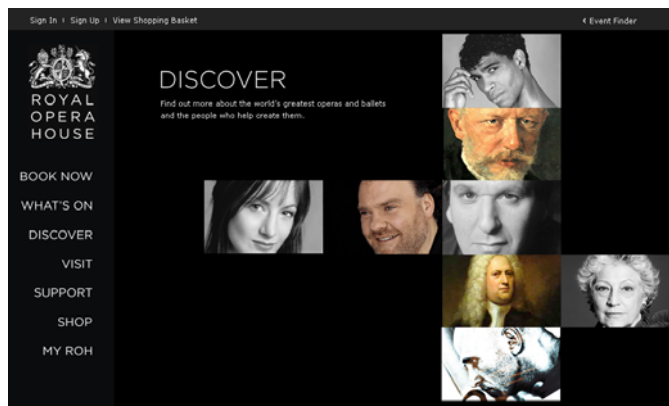 Sign In | Sign Up | View Shopping Basket
‹ Event Finder
ROYAL
OPERA
HOUSE
DISCOVER
Find out more about the world's greatest operas and ballets
and the people who help create them.
BOOK NOW
WHAT'S ON
DISCOVER
VISIT
SUPPORT
SHOP
MY ROH